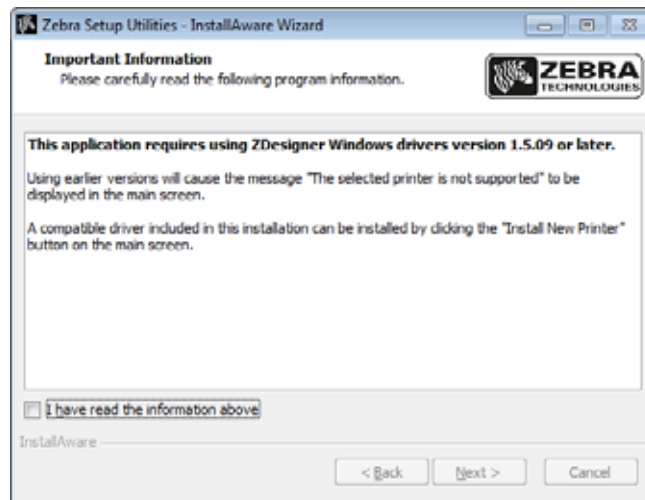 Zebra Setup Utilities - InstallAware Wizard
Important Information
Please carefully read the following program information.
ZEBRA
TECHNOLOGIES
This application requires using ZDesigner Windows drivers version 1.5.09 or later.
Using earlier versions will cause the message "The selected printer is not supported" to be
displayed in the main screen.
A compatible driver included in this installation can be installed by clicking the "Install New Printer"
button on the main screen.
I have read the information above
InstallAware
< Back
Next >
Cancel